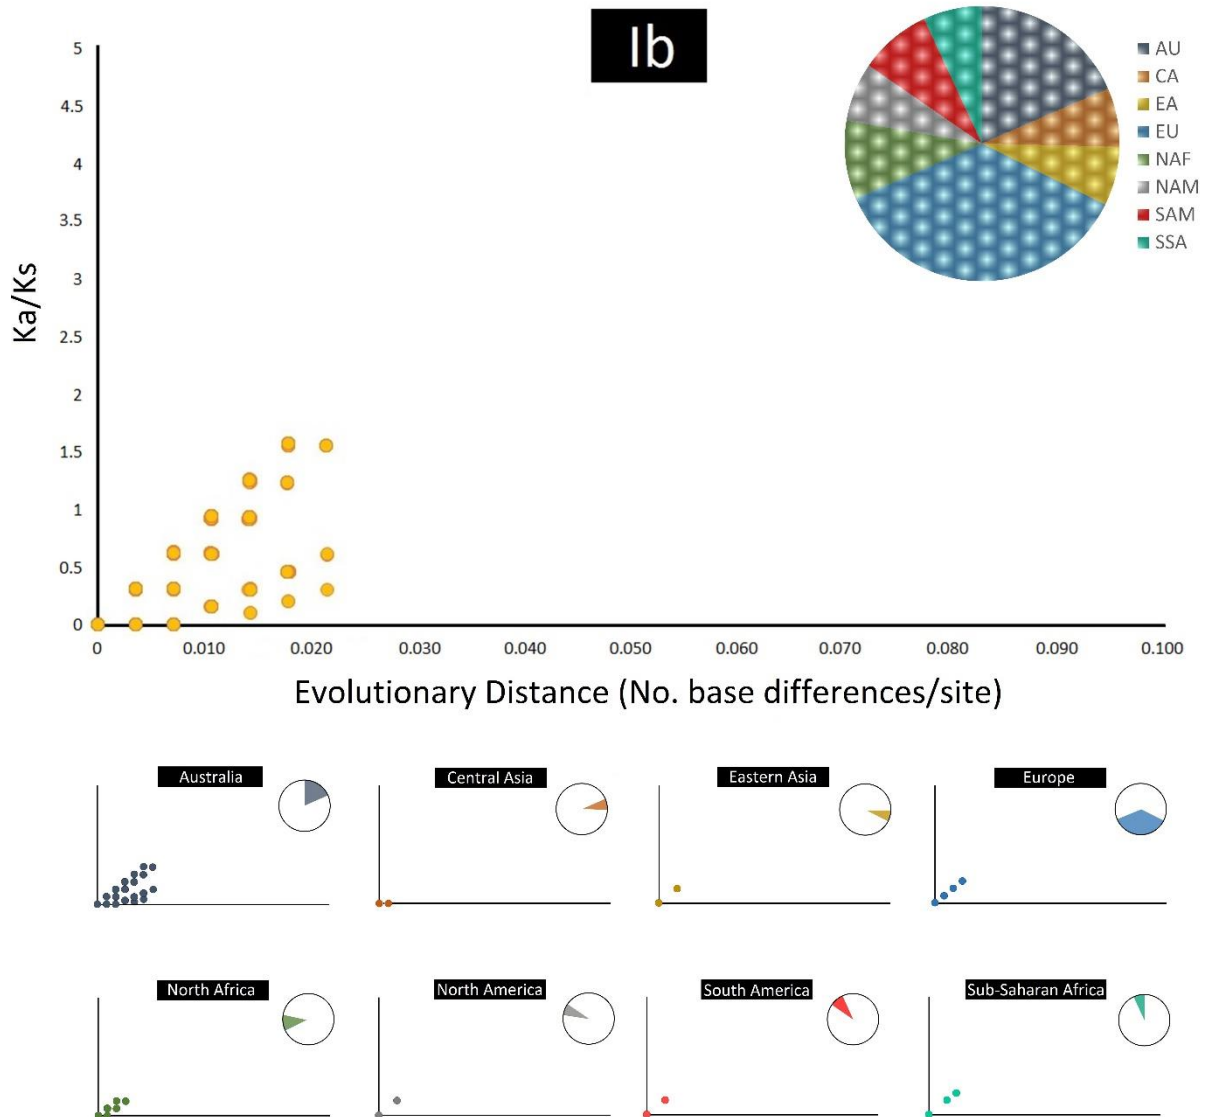 Ib
5
4.5
4
3.5
3
2.5
2
1.5
1
0.5
0
Ka/Ks
0 0.010 0.020 0.030 0.040 0.050 0.060 0.070 0.080 0.090 0.100
Evolutionary Distance (No. base differences/site)
AU
CA
EA
EU
NAF
NAM
SAM
SSA
Australia
Central Asia
Eastern Asia
Europe
North Africa
North America
South America
Sub-Saharan Africa